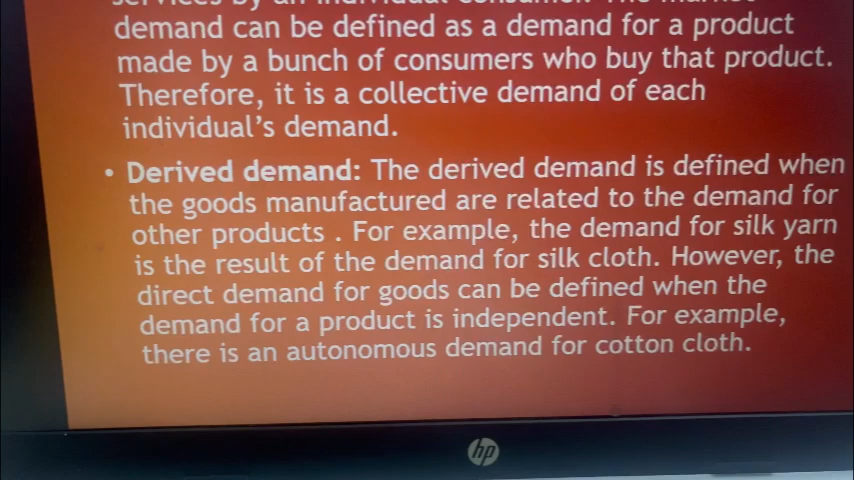 demand can be defined as a demand for a product
made by a bunch of consumers who buy that product.
Therefore, it is a collective demand of each
individual's demand.
• Derived demand: The derived demand is defined when
the goods manufactured are related to the demand for
other products . For example, the demand for silk yarn
is the result of the demand for silk cloth. However, the
direct demand for goods can be defined when the
demand for a product is independent. For example,
there is an autonomous demand for cotton cloth.
hp